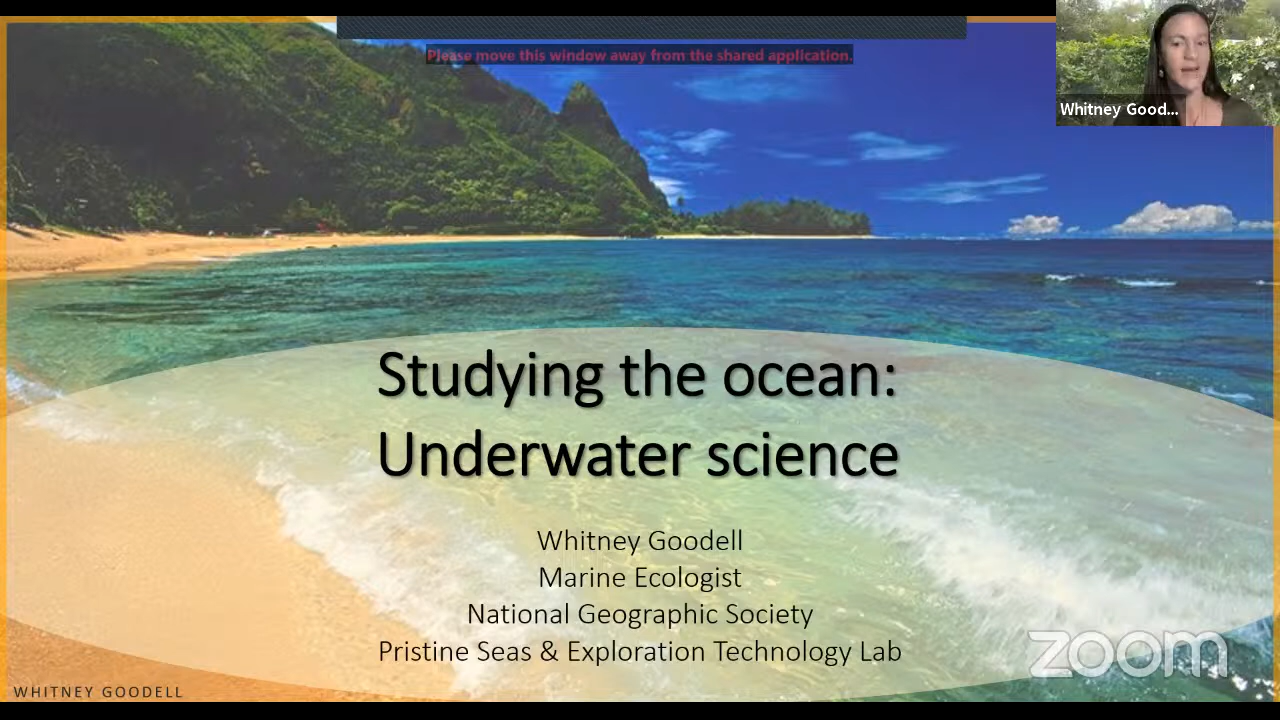 Please move this window away from the shared application.
Whitney Good...
Studying the ocean:
Underwater science
Whitney Goodell
Marine Ecologist
National Geographic Society
Pristine Seas & Exploration Technology Lab
zoom
WHITNEY GOODELL